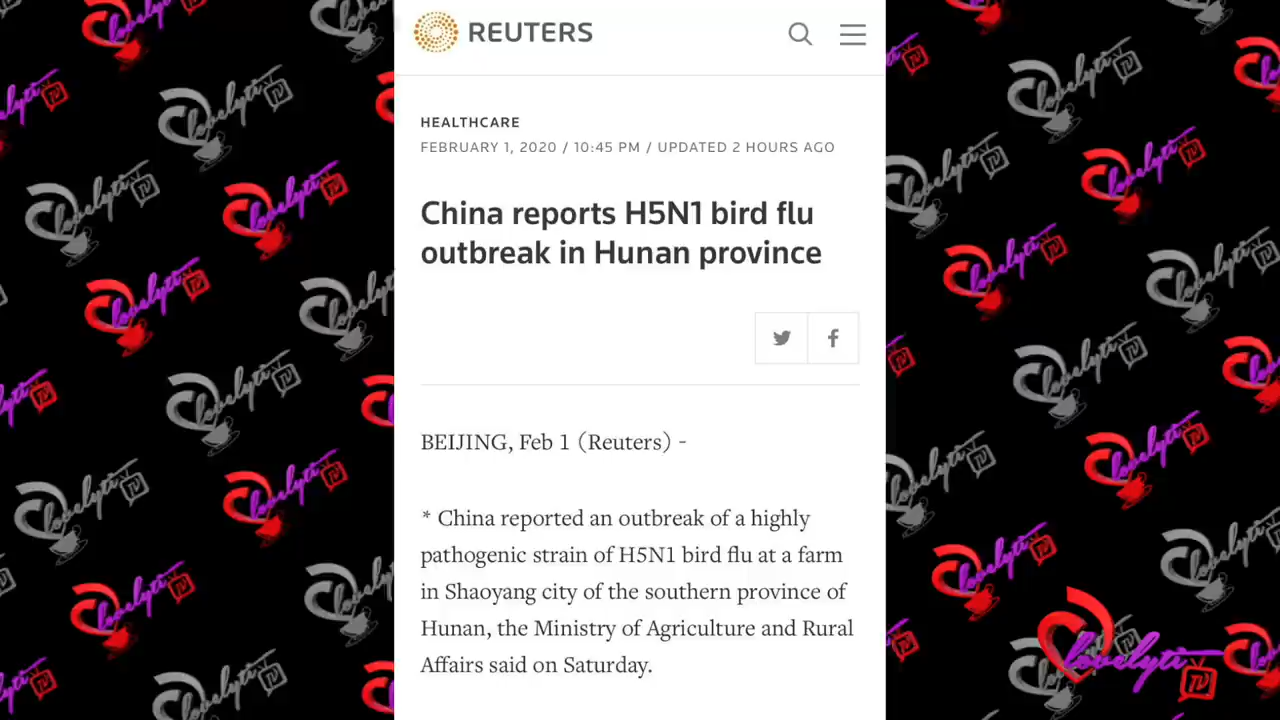 REUTERS
HEALTHCARE
FEBRUARY 1, 2020 / 10:45 PM / UPDATED 2 HOURS AGO
China reports H5N1 bird flu
outbreak in Hunan province
BEIJING, Feb 1 (Reuters) -
* China reported an outbreak of a highly
pathogenic strain of H5N1 bird flu at a farm
in Shaoyang city of the southern province of
Hunan, the Ministry of Agriculture and Rural
Affairs said on Saturday.
lovelyti TV